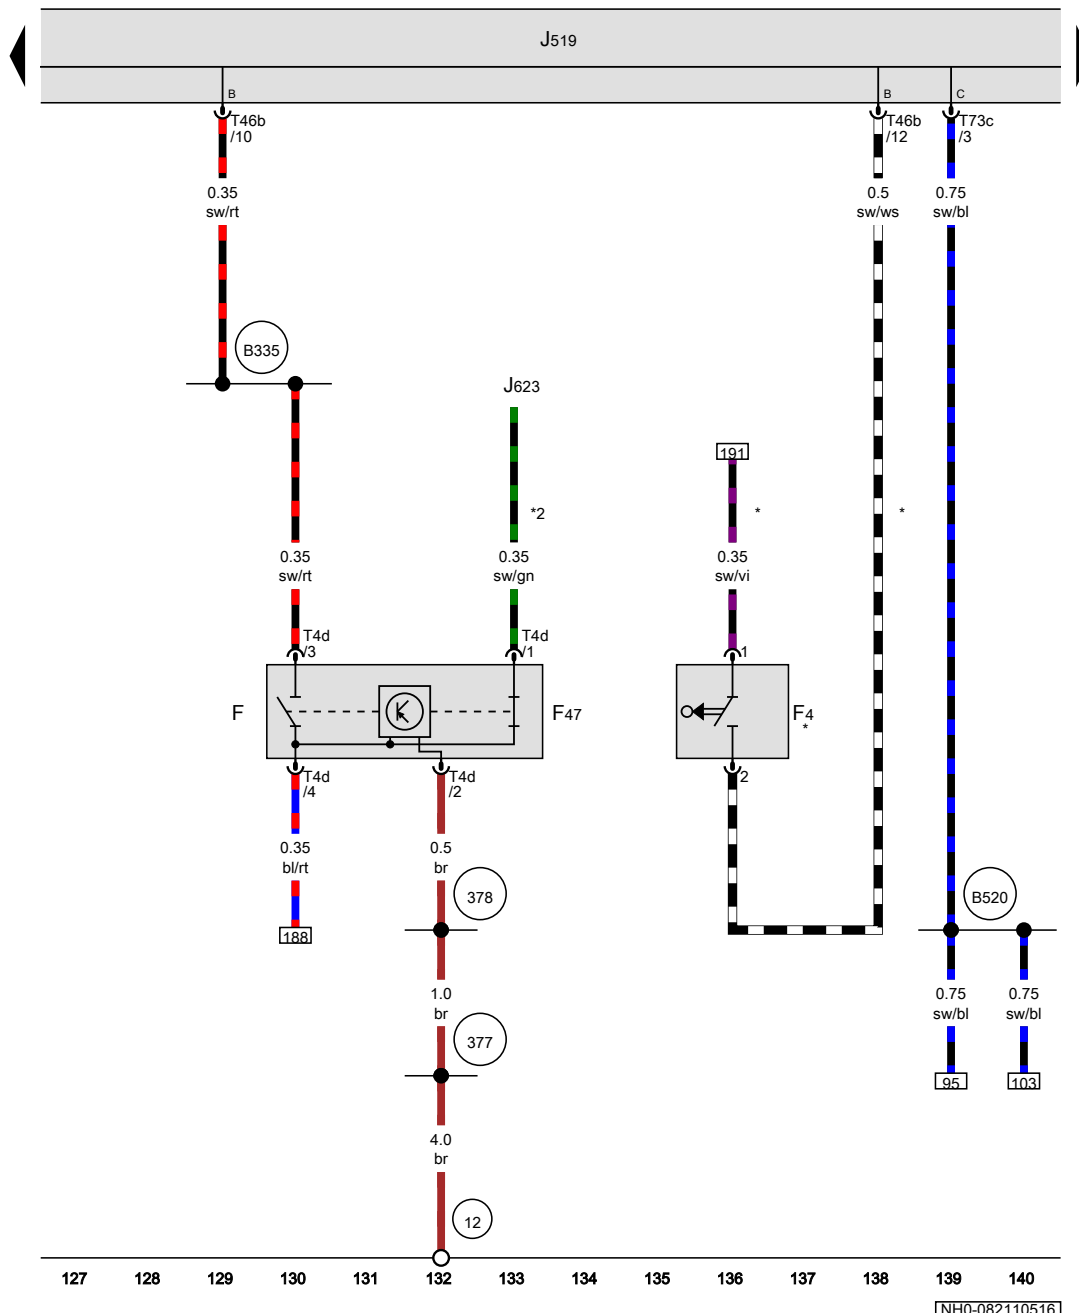 J519
B
B
C
T46b
/10
T46b
/12
T73c
/3
0.35
sw/rt
0.5
sw/ws
0.75
sw/bl
B335
J623
191
*2
*
*
0.35
sw/rt
0.35
sw/gn
0.35
sw/vi
T4d
/3
T4d
/1
1
F
F47
F4
*
T4d
/4
T4d
/2
2
0.35
bl/rt
0.5
br
378
B520
188
1.0
br
0.75
sw/bl
0.75
sw/bl
377
95
103
4.0
br
12
127 128 129 130 131 132 133 134 135 136 137 138 139 140
NH0-082110516